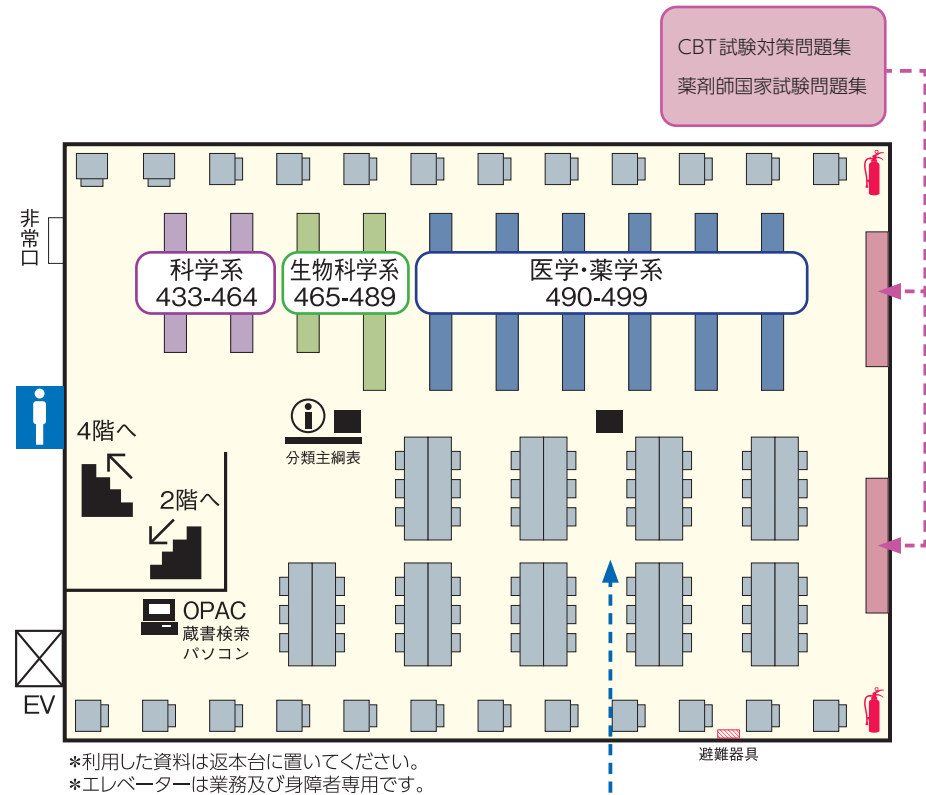 CBT試験対策問題集
薬剤師国家試験問題集
非常口
科学系
433-464
生物科学系
465-489
医学・薬学系
490-499
4階へ
分類主綱表
2階へ
OPAC
蔵書検索
パソコン
EV
避難器具
*利用した資料は返本台に置いてください。
*エレベーターは業務及び身障者専用です。